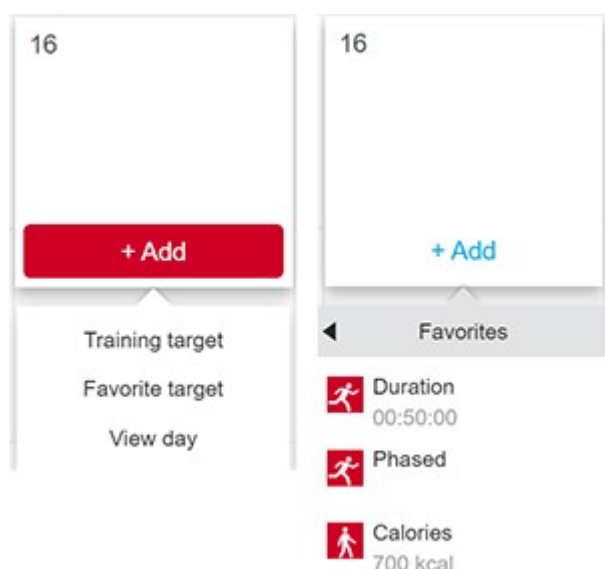 16
+ Add
Training target
Favorite target
View day
16
+ Add
Favorites
Duration
00:50:00
Phased
Calories
700 kcal